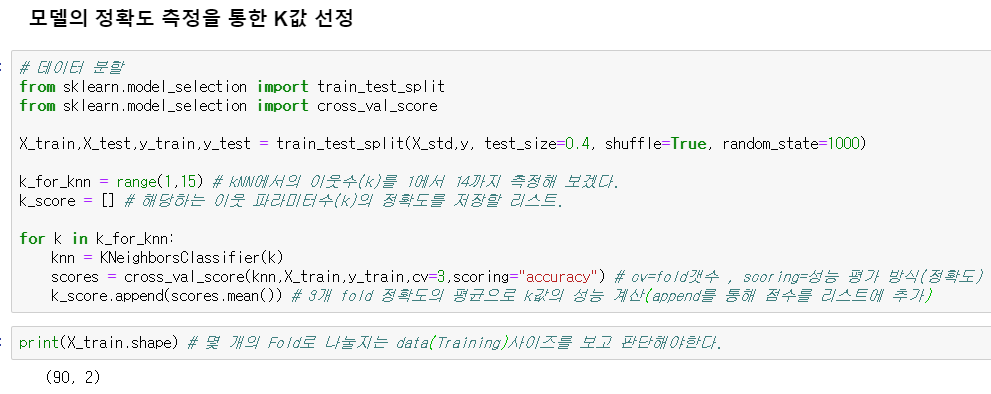 모델의 정확도 측정을 통한 K값 선정
# 데이터 분할
from sklearn.model_selection import train_test_split
from sklearn.model_selection import cross_val_score
X_train,X_test,y_train,y_test = train_test_split(X_std,y, test_size=0.4, shuffle=True, random_state=1000)
k_for_knn = range(1,15) # kNN에서의 이웃수(k)를 1에서 14까지 측정해 보겠다.
k_score = [] # 해당하는 이웃 파라미터수(k)의 정확도를 저장할 리스트.
for k in k_for_knn:
knn = KNeighborsClassifier(k)
scores = cross_val_score(knn,X_train,y_train,cv=3,scoring="accuracy") # cv=fold갯수 , scoring=성능 평가 방식(정확도)
k_score.append(scores.mean()) # 3개 fold 정확도의 평균으로 k값의 성능 계산(append를 통해 점수를 리스트에 추가)
print(X_train.shape) # 몇 개의 Fold로 나눌지는 data(Training)사이즈를 보고 판단해야한다.
(90, 2)